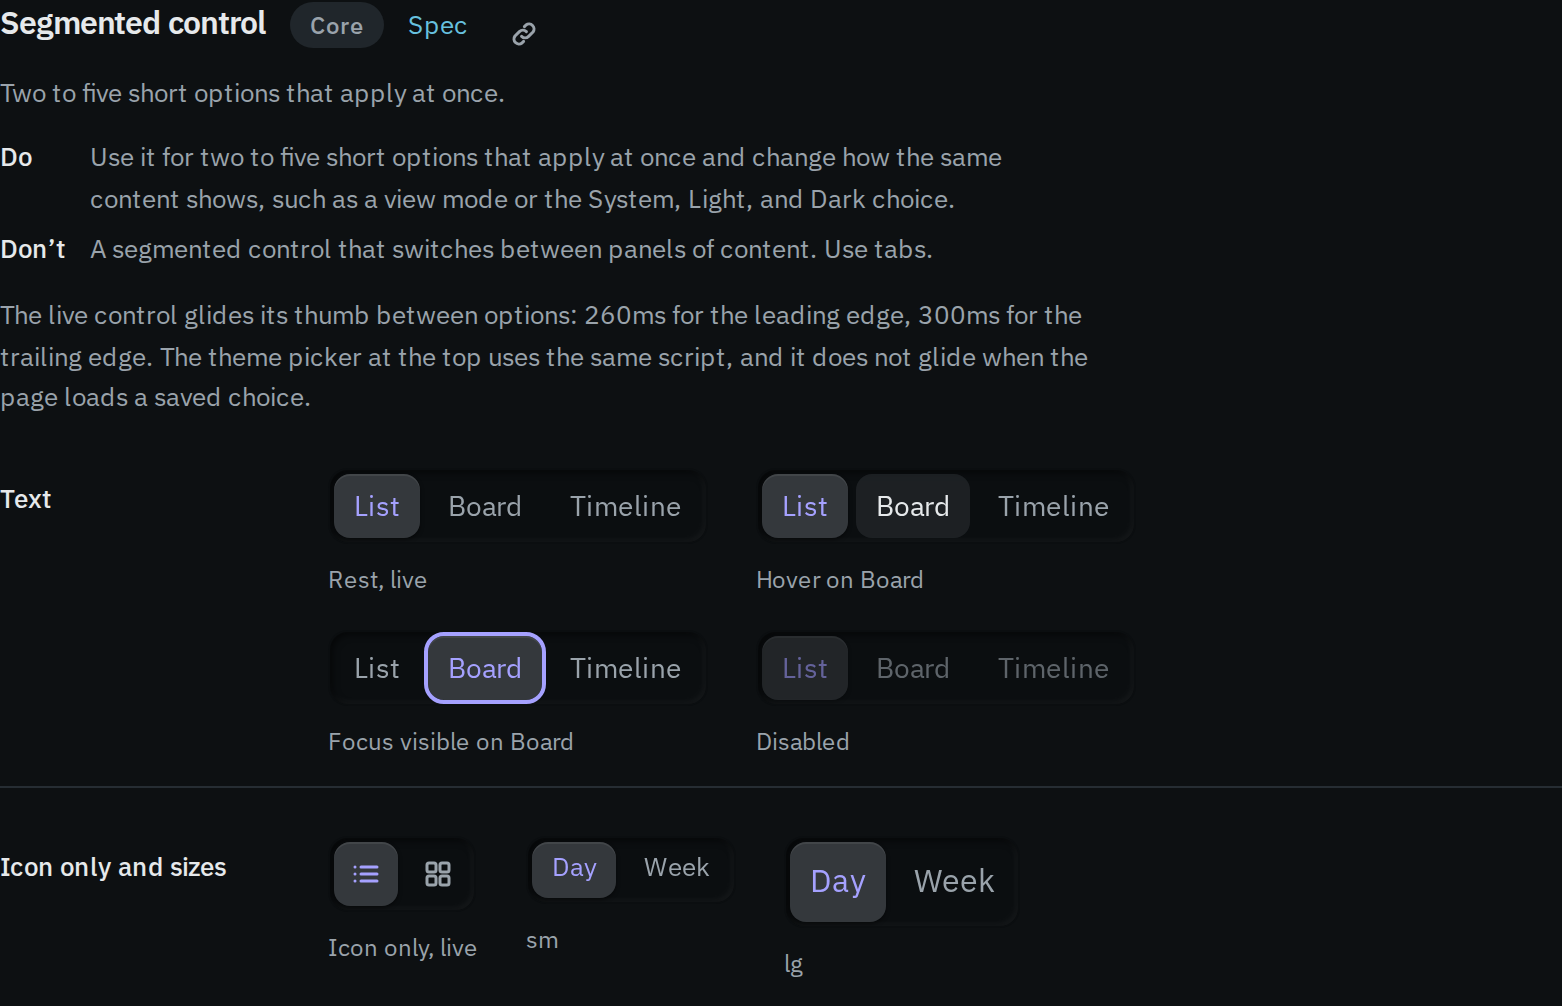 Segmented control Core Spec
Two to five short options that apply at once.
Do Use it for two to five short options that apply at once and change how the same
content shows, such as a view mode or the System, Light, and Dark choice.
Don’t A segmented control that switches between panels of content. Use tabs.
The live control glides its thumb between options: 260ms for the leading edge, 300ms for the
trailing edge. The theme picker at the top uses the same script, and it does not glide when the
page loads a saved choice.
Text
List Board Timeline
Rest, live
List Board Timeline
Hover on Board
List Board Timeline
Focus visible on Board
List Board Timeline
Disabled
Icon only and sizes
Icon only, live
Day Week
sm
Day Week
lg